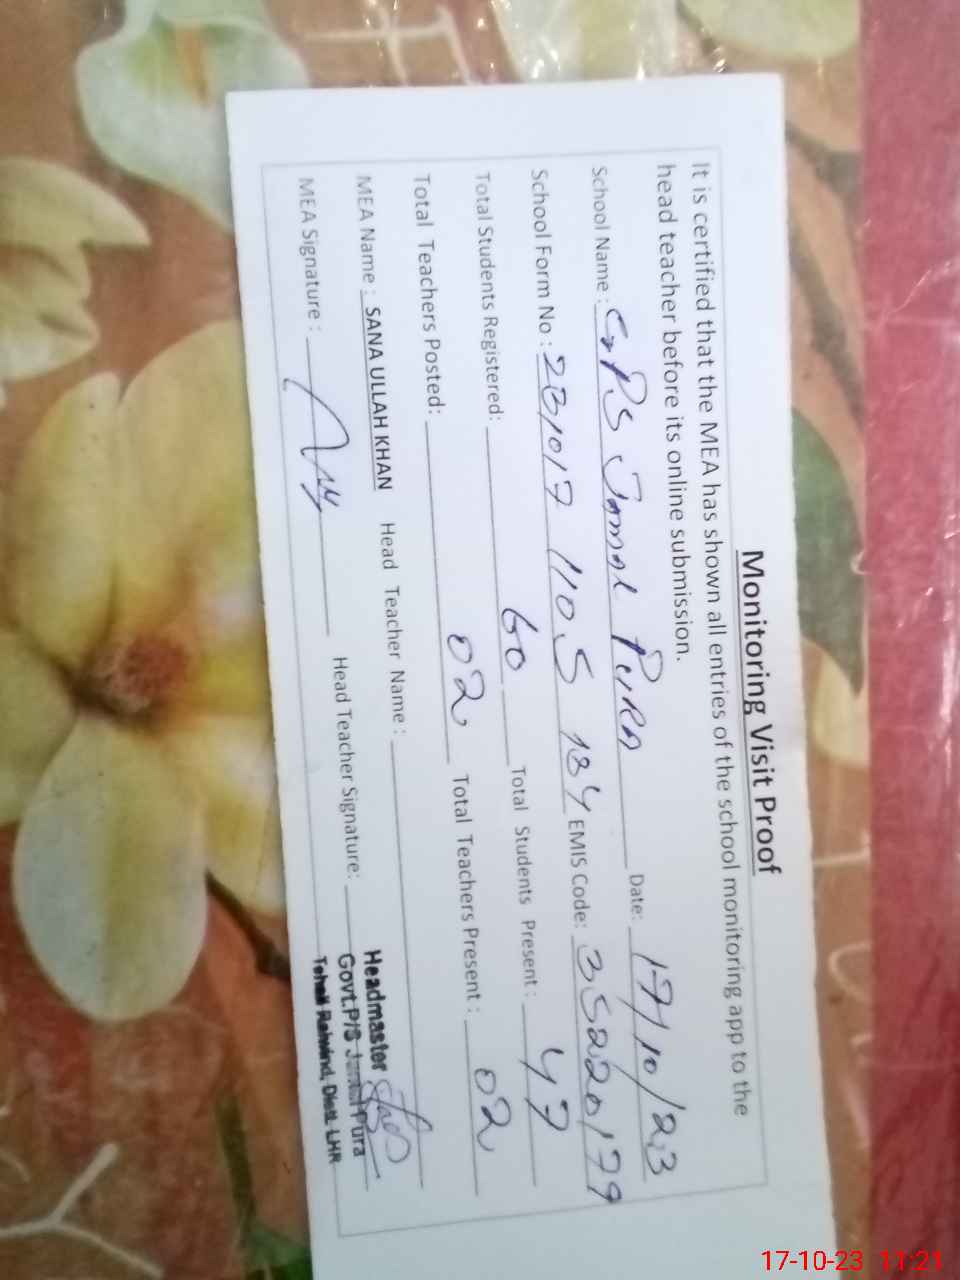 Monitoring Visit Proof
It is certified that the MEA has shown all entries of the school monitoring app to the
head teacher before its online submission.
School Name : GPS Jamal Pura Date: 17/10/23
School Form No : 231017 1105 184 EMIS Code: 35220179
Total Students Registered: 60 Total Students Present : 47
Total Teachers Posted: 02 Total Teachers Present : 02
MEA Name : SANA ULLAH KHAN Head Teacher Name :
MEA Signature : Head Teacher Signature:
Headmaster
Govt.P/S Jamal Pura
Tehsil Raiwind, Distt. LHR
17-10-23 11:21